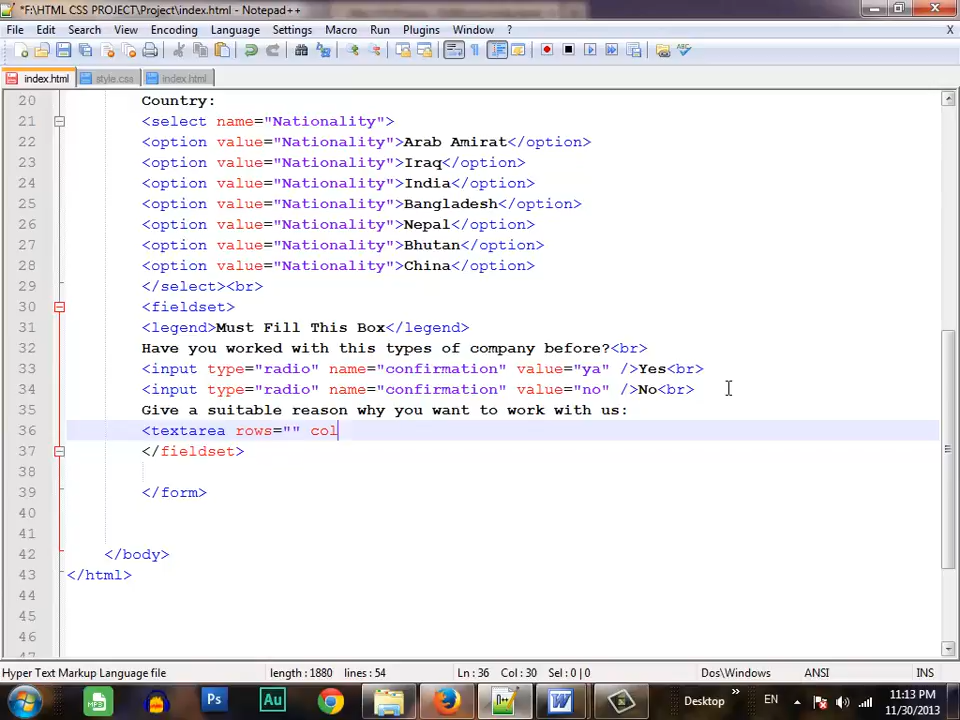 *F:\HTML CSS PROJECT\Project\index.html - Notepad++
File Edit Search View Encoding Language Settings Macro Run Plugins Window ? X
index.html style.css index.html
20 Country:
21 <select name="Nationality">
22 <option value="Nationality">Arab Amirat</option>
23 <option value="Nationality">Iraq</option>
24 <option value="Nationality">India</option>
25 <option value="Nationality">Bangladesh</option>
26 <option value="Nationality">Nepal</option>
27 <option value="Nationality">Bhutan</option>
28 <option value="Nationality">China</option>
29 </select><br>
30 <fieldset>
31 <legend>Must Fill This Box</legend>
32 Have you worked with this types of company before?<br>
33 <input type="radio" name="confirmation" value="ya" />Yes<br>
34 <input type="radio" name="confirmation" value="no" />No<br>
35 Give a suitable reason why you want to work with us:
36 <textarea rows="" col
37 </fieldset>
38
39 </form>
40
41
42 </body>
43 </html>
44
45
46
Hyper Text Markup Language file length : 1880 lines : 54 Ln : 36 Col : 30 Sel : 0 | 0 Dos\Windows ANSI INS
MP3 Ps Au W Desktop » EN 11:13 PM
11/30/2013